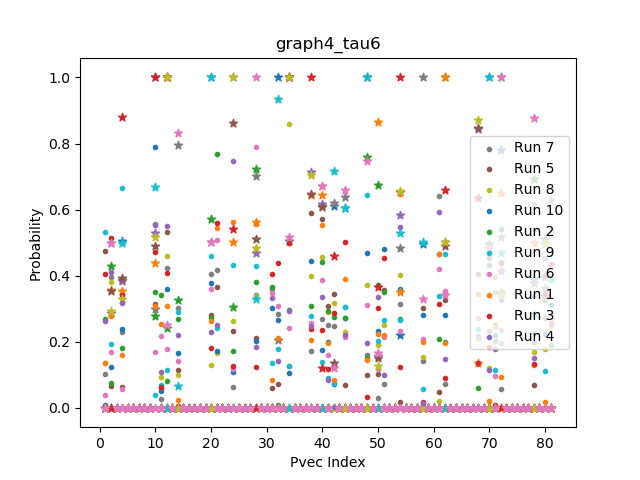 graph4_tau6
1.0
0.8
0.6
0.4
0.2
0.0
Probability
0 10 20 30 40 50 60 70 80
Pvec Index
Run 7
Run 5
Run 8
Run 10
Run 2
Run 9
Run 6
Run 1
Run 3
Run 4